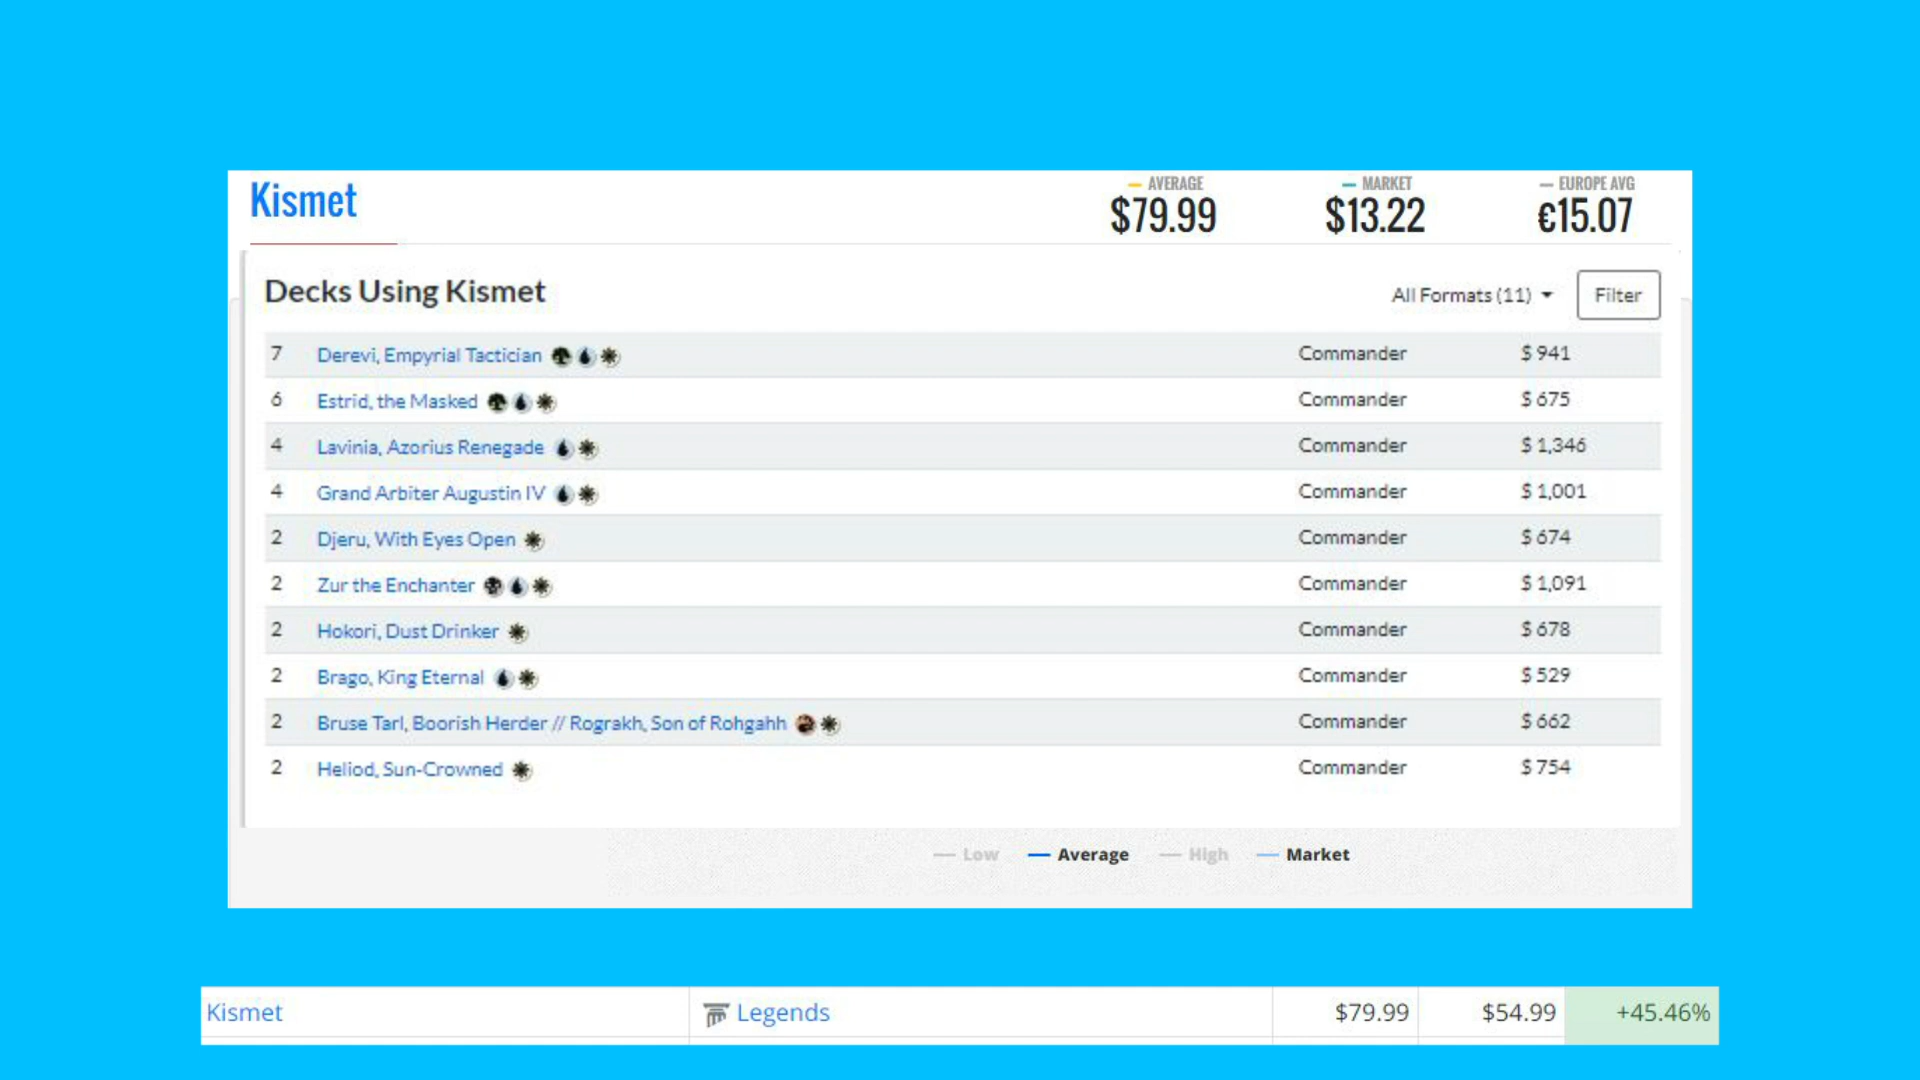 Kismet
AVERAGE
$79.99
MARKET
$13.22
EUROPE AVG
€15.07
Decks Using Kismet
All Formats (11)
Filter
7 Derevi, Empyrial Tactician Commander $ 941
6 Estrid, the Masked Commander $ 675
4 Lavinia, Azorius Renegade Commander $ 1,346
4 Grand Arbiter Augustin IV Commander $ 1,001
2 Djeru, With Eyes Open Commander $ 674
2 Zur the Enchanter Commander $ 1,091
2 Hokori, Dust Drinker Commander $ 678
2 Brago, King Eternal Commander $ 529
2 Bruse Tarl, Boorish Herder // Rograkh, Son of Rohgahh Commander $ 662
2 Heliod, Sun-Crowned Commander $ 754
Low Average High Market
Kismet Legends $79.99 $54.99 +45.46%